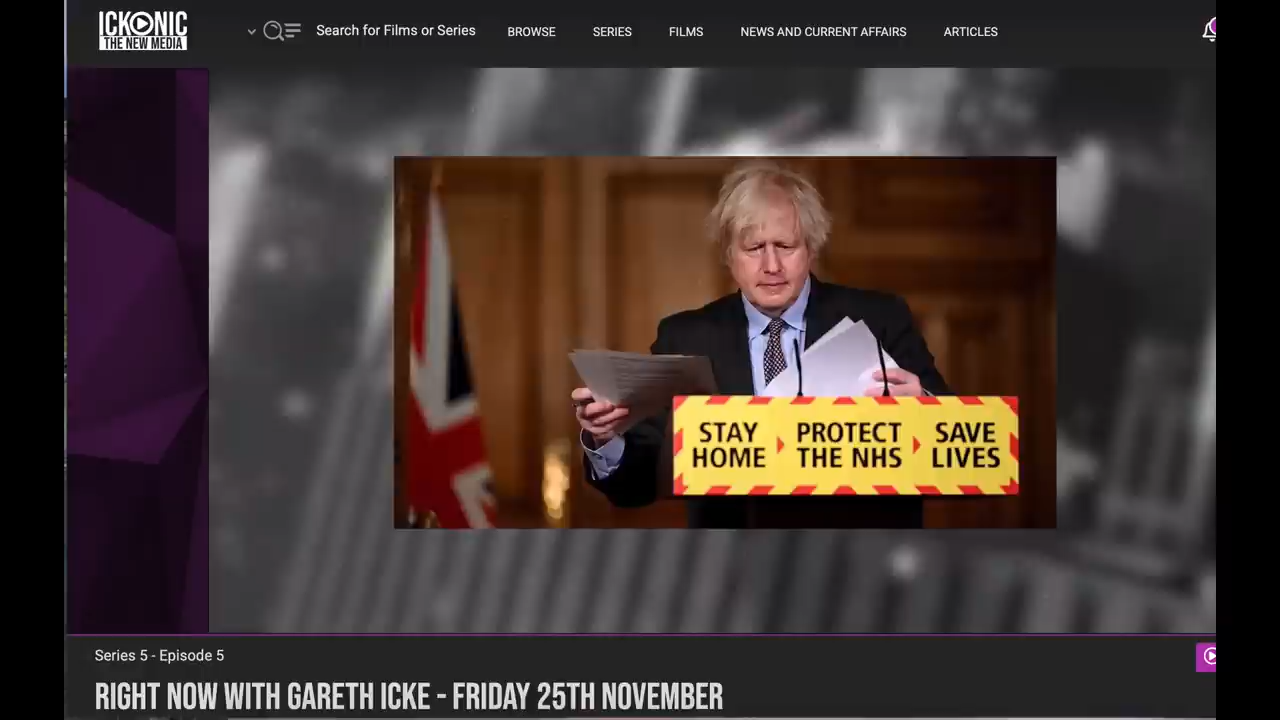 ICKONIC
THE NEW MEDIA
Search for Films or Series
BROWSE
SERIES
FILMS
NEWS AND CURRENT AFFAIRS
ARTICLES
STAY HOME
PROTECT THE NHS
SAVE LIVES
Series 5 - Episode 5
RIGHT NOW WITH GARETH ICKE - FRIDAY 25TH NOVEMBER